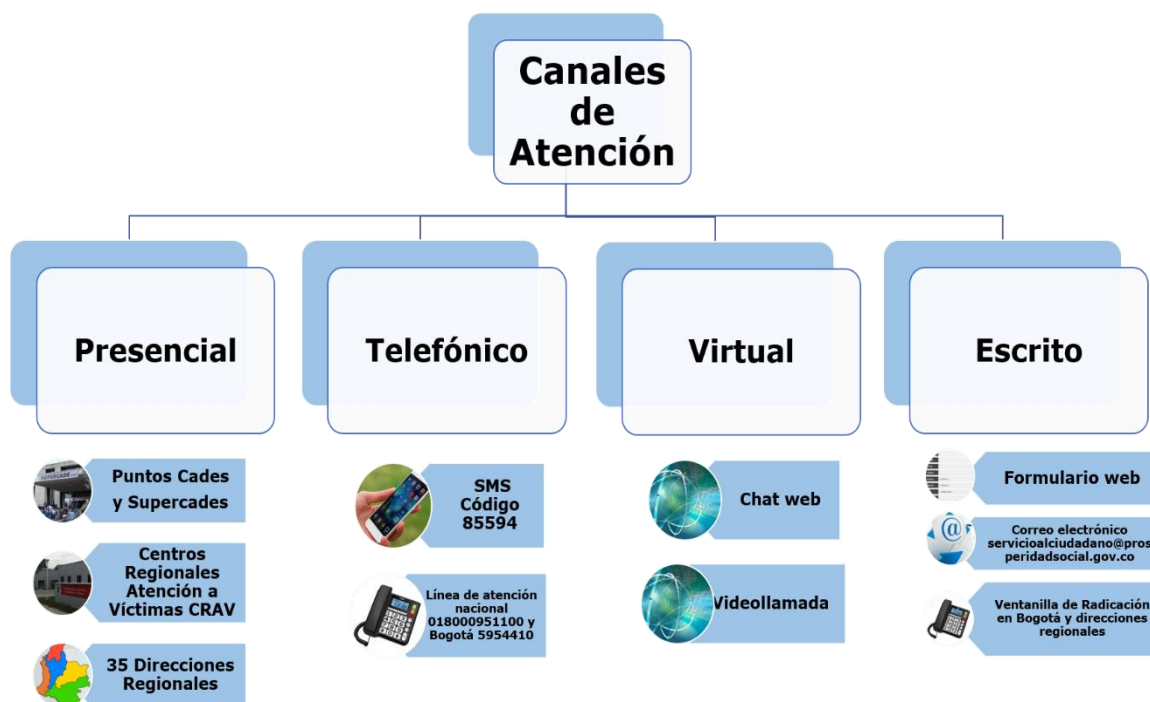 Canales
de
Atención
Presencial
Telefónico
Virtual
Escrito
SUPERCADE
Puntos Cades
y Supercades
Centros
Regionales
Atención a
Víctimas CRAV
35 Direcciones
Regionales
SMS
Código
85594
Línea de atención
nacional
018000951100 y
Bogotá 5954410
Chat web
Videollamada
Formulario web
@
Correo electrónico
servicioalciudadano@pros
peridadsocial.gov.co
Ventanilla de Radicación
en Bogotá y direcciones
regionales